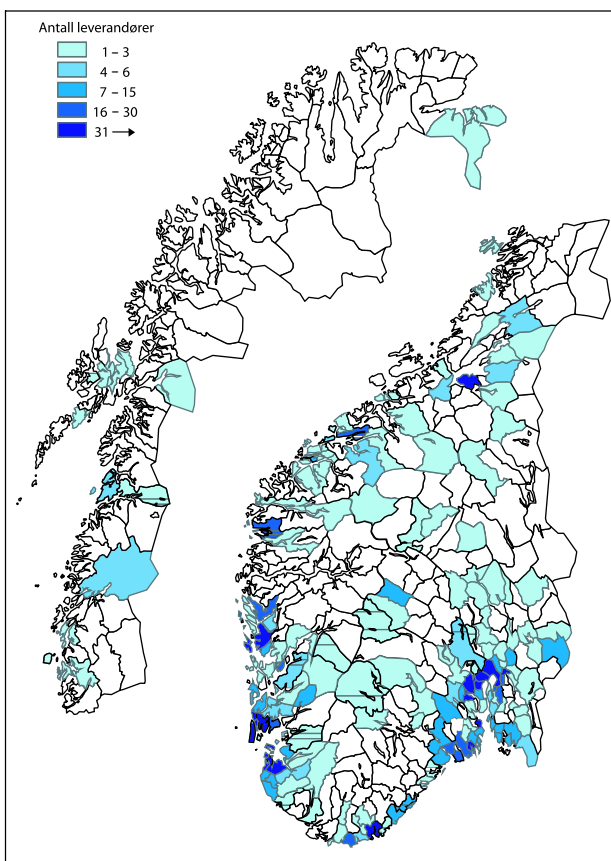 Antall leverandører
1 – 3
4 – 6
7 – 15
16 – 30
31 →